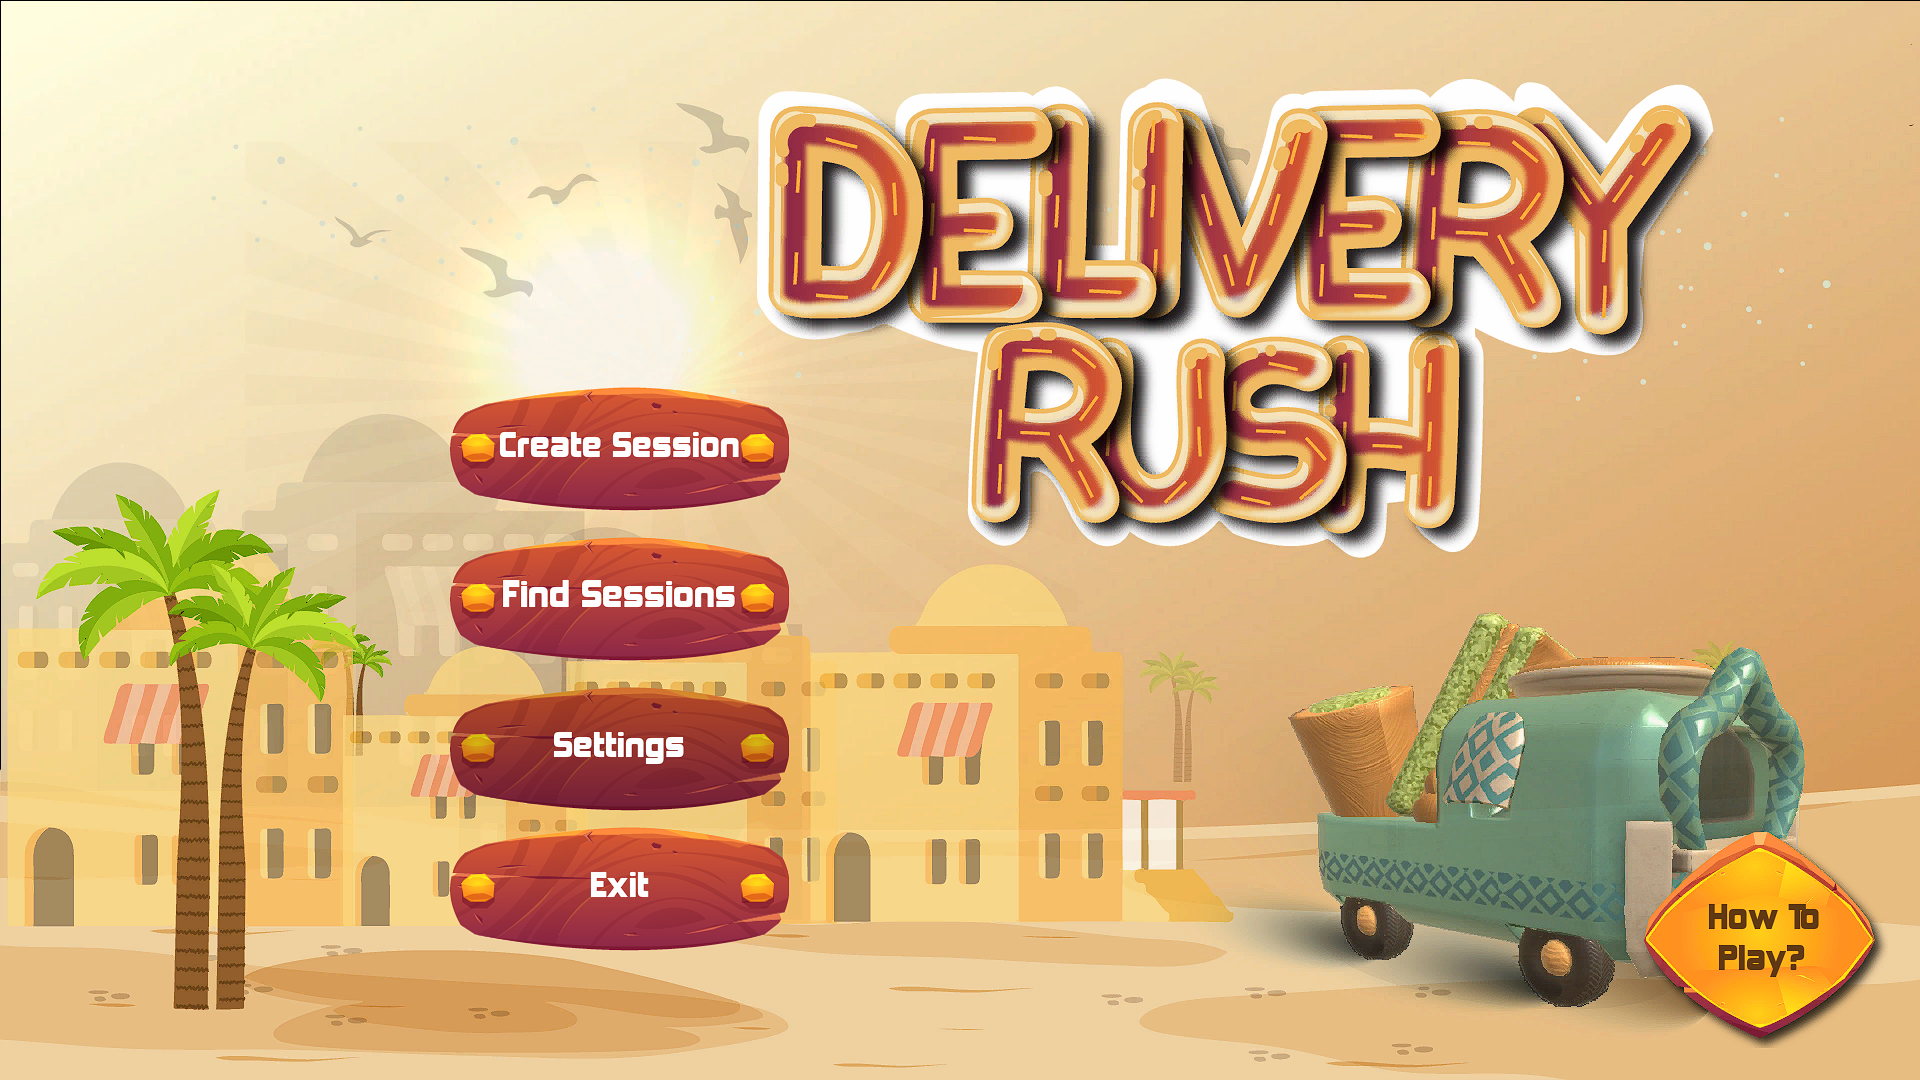 DELIVERY
RUSH
Create Session
Find Sessions
Settings
Exit
How To
Play?